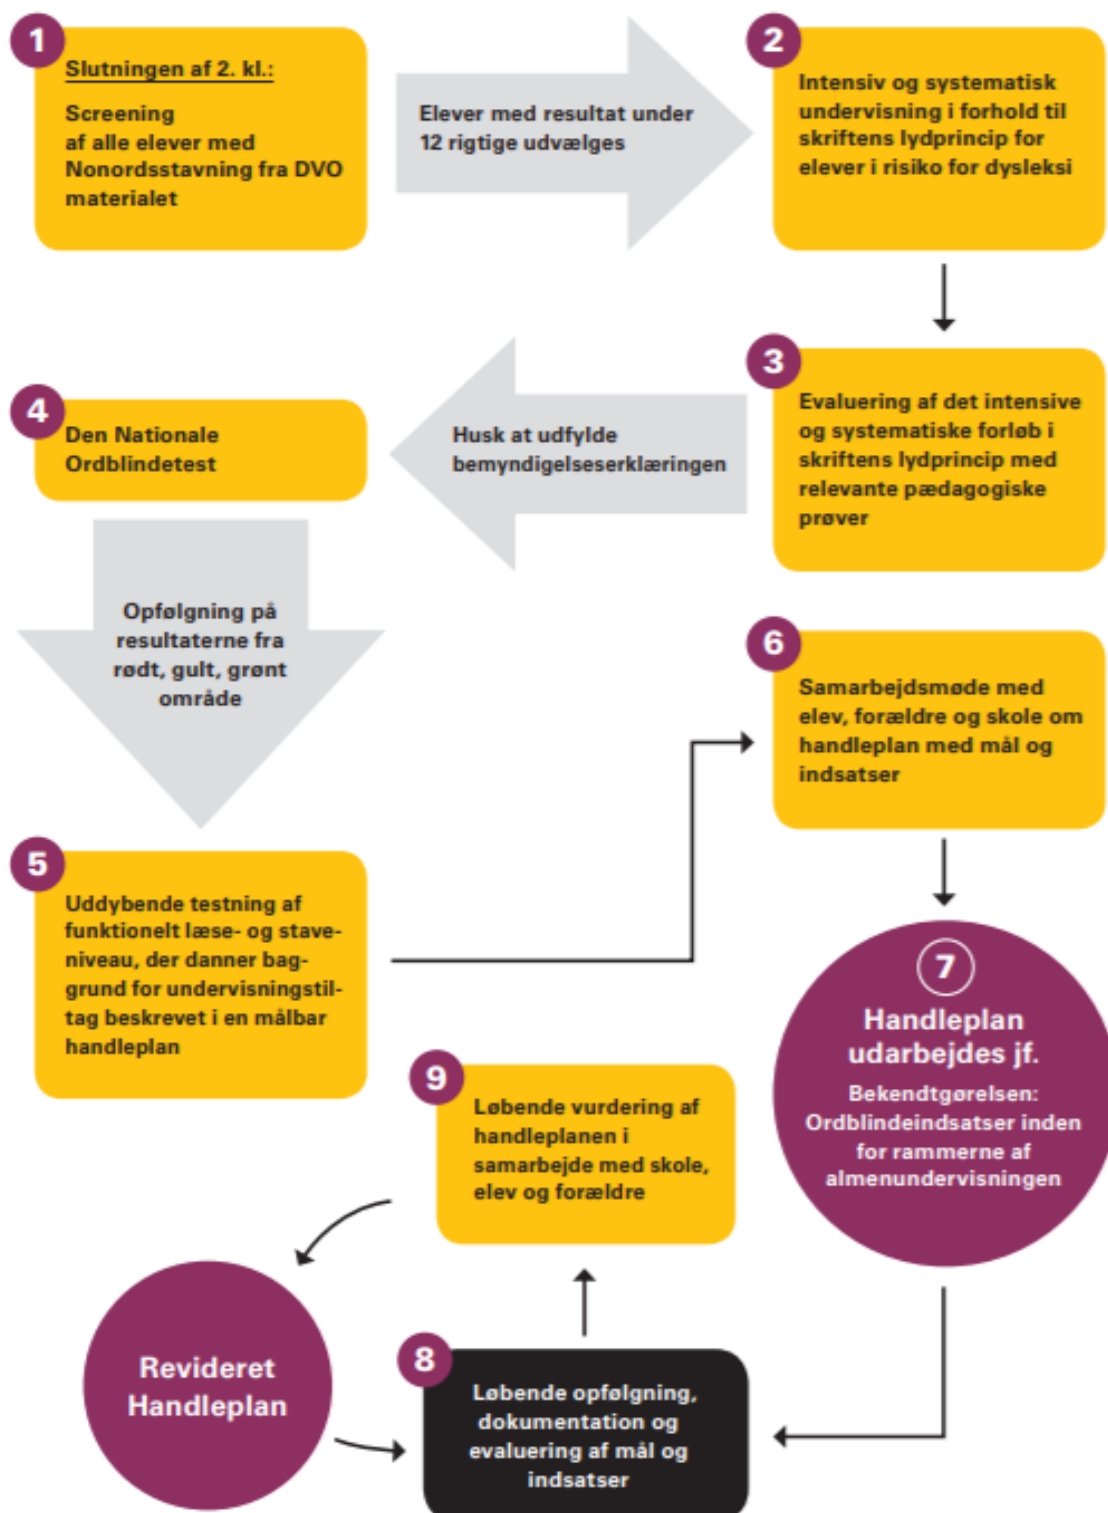 1
Slutningen af 2. kl.:
Screening
af alle elever med
Nonordsstavning fra DVO
materialet
Elever med resultat under
12 rigtige udvælges
2
Intensiv og systematisk
undervisning i forhold til
skriftens lydprincip for
elever i risiko for dysleksi
3
Evaluering af det intensive
og systematiske forløb i
skriftens lydprincip med
relevante pædagogiske
prøver
Husk at udfylde
bemyndigelseserklæringen
4
Den Nationale
Ordblindetest
Opfølgning på
resultaterne fra
rødt, gult, grønt
område
5
Uddybende testning af
funktionelt læse- og stave-
niveau, der danner bag-
grund for undervisningstil-
tag beskrevet i en målbar
handleplan
6
Samarbejdsmøde med
elev, forældre og skole om
handleplan med mål og
indsatser
7
Handleplan
udarbejdes jf.
Bekendtgørelsen:
Ordblindeindsatser inden
for rammerne af
almenundervisningen
8
Løbende opfølgning,
dokumentation og
evaluering af mål og
indsatser
9
Løbende vurdering af
handleplanen i
samarbejde med skole,
elev og forældre
Revideret
Handleplan